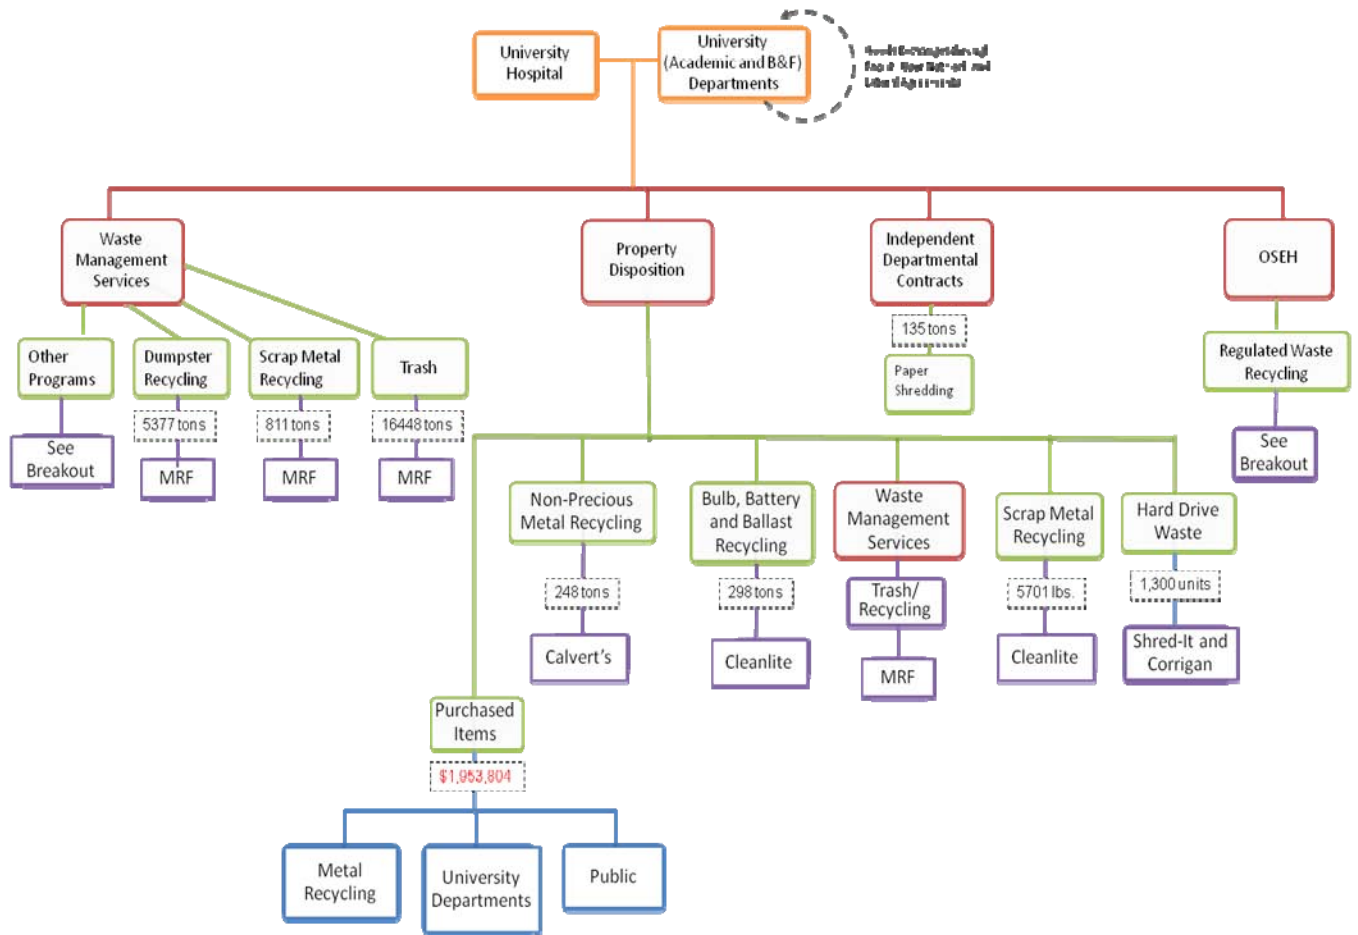 University
Hospital
University
(Academic and B&F)
Departments
Waste
Management
Services
Property
Disposition
Independent
Departmental
Contracts
OSEH
135 tons
Paper
Shredding
Regulated Waste
Recycling
See
Breakout
Other
Programs
Dumpster
Recycling
Scrap Metal
Recycling
Trash
See
Breakout
5377 tons
811 tons
16448 tons
MRF
MRF
MRF
Non-Precious
Metal Recycling
Bulb, Battery
and Ballast
Recycling
Waste
Management
Services
Scrap Metal
Recycling
Hard Drive
Waste
248 tons
298 tons
Trash/
Recycling
5701 lbs.
1,300 units
Calvert's
Cleanlite
MRF
Cleanlite
Shred-It and
Corrigan
Purchased
Items
$1,953,804
Metal
Recycling
University
Departments
Public